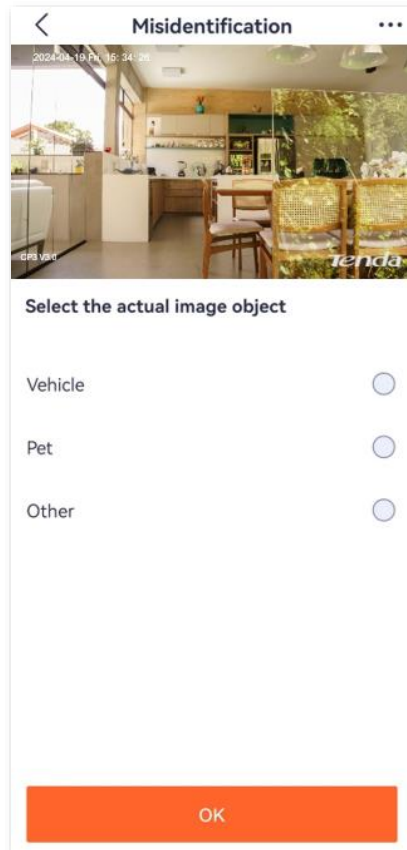 Misidentification
2024-04-19 Fri, 15: 34: 26
CP3 V3.0
Tenda
Select the actual image object
Vehicle
Pet
Other
OK